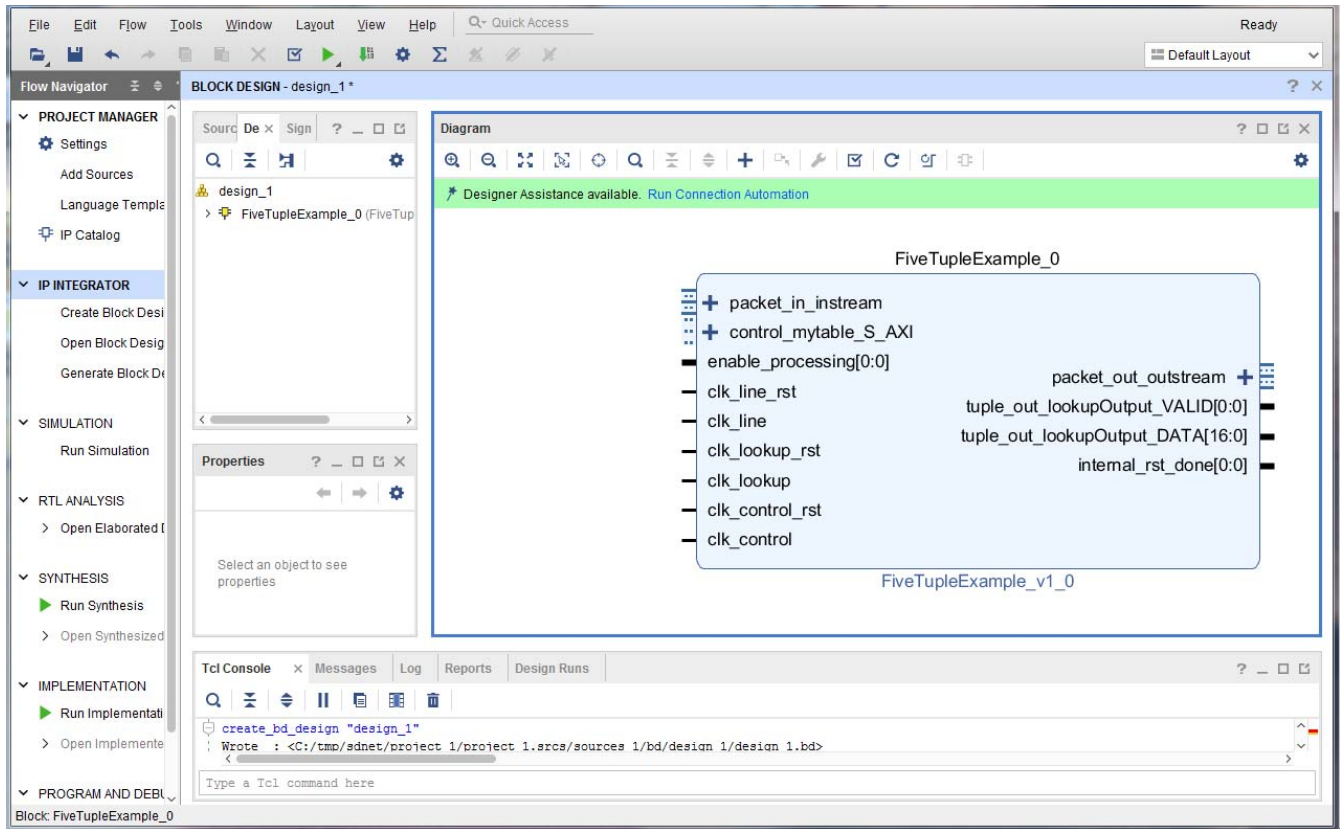 File Edit Flow Tools Window Layout View Help Quick Access Ready
Default Layout
Flow Navigator
BLOCK DESIGN - design_1 *
PROJECT MANAGER
Settings
Add Sources
Language Templa
IP Catalog
IP INTEGRATOR
Create Block Desi
Open Block Desig
Generate Block De
SIMULATION
Run Simulation
RTL ANALYSIS
Open Elaborated D
SYNTHESIS
Run Synthesis
Open Synthesized
IMPLEMENTATION
Run Implementati
Open Implemente
PROGRAM AND DEBU
Sourc De Sign ? 
design_1
FiveTupleExample_0 (FiveTup
Properties ?
Select an object to see
properties
Diagram
Designer Assistance available. Run Connection Automation
FiveTupleExample_0
packet_in_instream
control_mytable_S_AXI
enable_processing[0:0]
clk_line_rst
clk_line
clk_lookup_rst
clk_lookup
clk_control_rst
clk_control
packet_out_outstream
tuple_out_lookupOutput_VALID[0:0]
tuple_out_lookupOutput_DATA[16:0]
internal_rst_done[0:0]
FiveTupleExample_v1_0
Tcl Console Messages Log Reports Design Runs
create_bd_design "design_1"
Wrote : <C:/tmp/sdnet/project_1/project_1.srcs/sources_1/bd/design_1/design_1.bd>
Type a Tcl command here
Block: FiveTupleExample_0